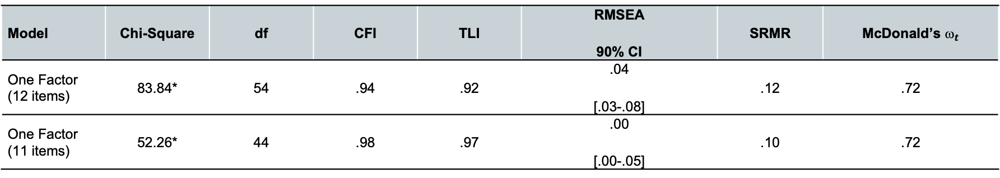 Model Chi-Square df CFI TLI RMSEA 90% CI SRMR McDonald's ωt
One Factor (12 items) 83.84* 54 .94 .92 .04 [.03-.08] .12 .72
One Factor (11 items) 52.26* 44 .98 .97 .00 [.00-.05] .10 .72